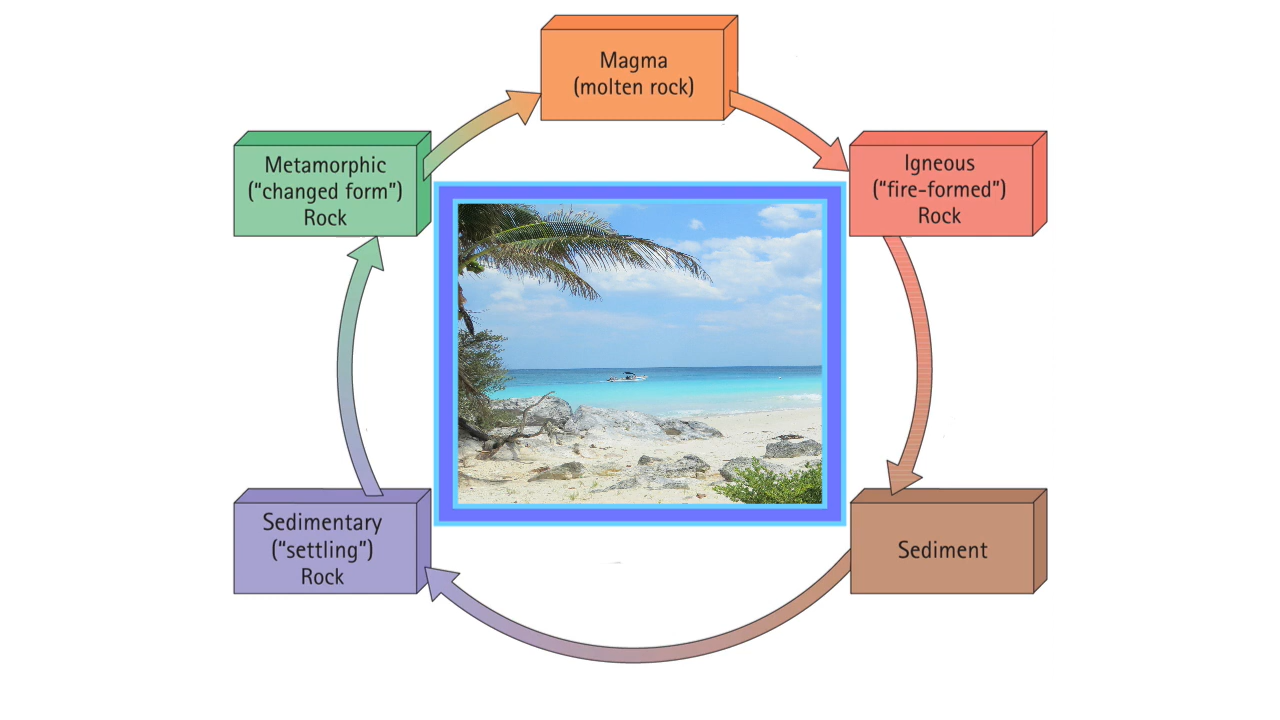 Magma
(molten rock)
Igneous
(“fire-formed”)
Rock
Sediment
Sedimentary
(“settling”)
Rock
Metamorphic
(“changed form”)
Rock